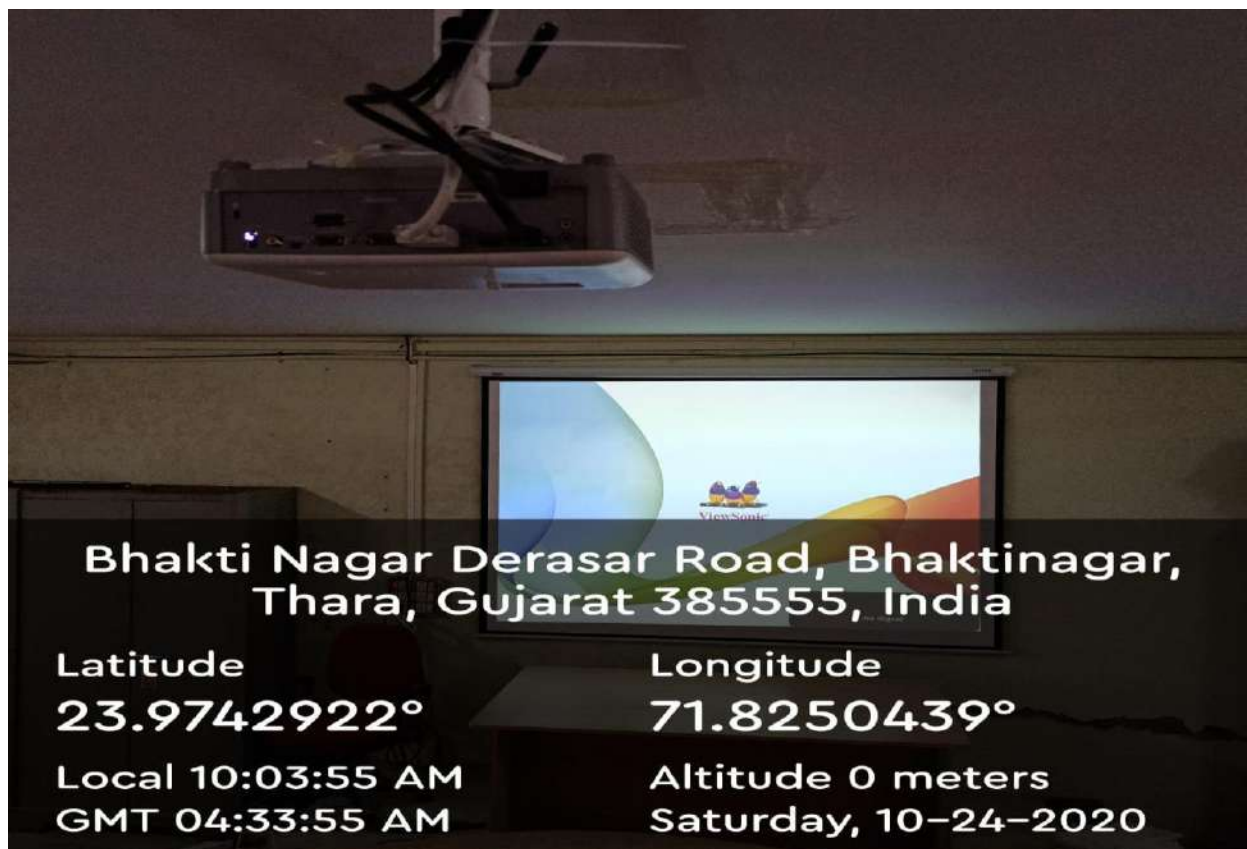 ViewSonic
Bhakti Nagar Derasar Road, Bhaktinagar,
Thara, Gujarat 385555, India
Latitude
23.9742922°
Longitude
71.8250439°
Local 10:03:55 AM
GMT 04:33:55 AM
Altitude 0 meters
Saturday, 10-24-2020